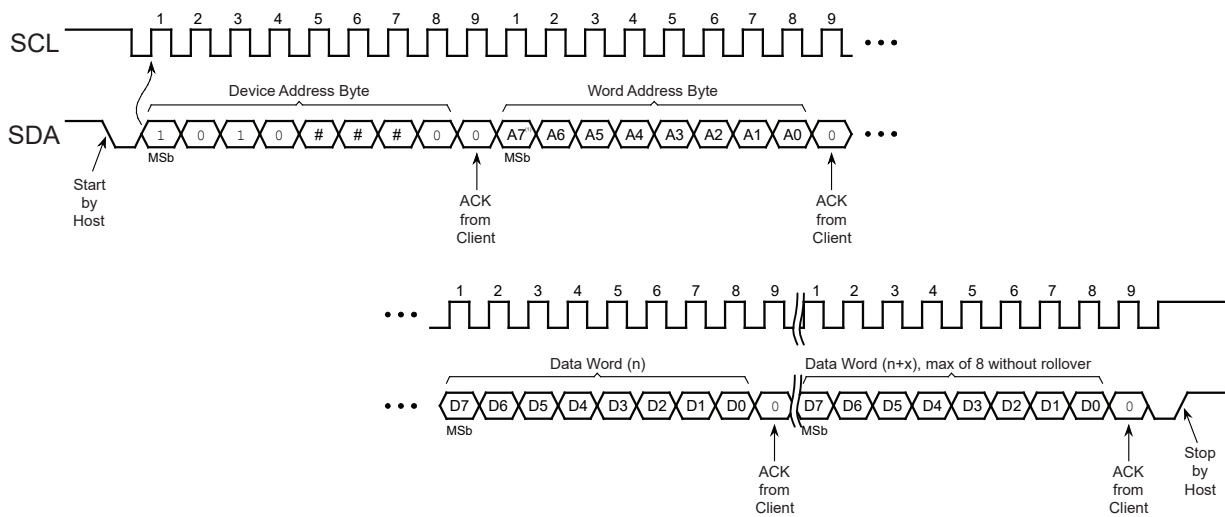 1 2 3 4 5 6 7 8 9 1 2 3 4 5 6 7 8 9
SCL
Device Address Byte Word Address Byte
SDA 1 0 1 0 # # # 0 0 A7 A6 A5 A4 A3 A2 A1 A0 0
MSb MSb
Start
by
Host
ACK
from
Client
ACK
from
Client
1 2 3 4 5 6 7 8 9 1 2 3 4 5 6 7 8 9
Data Word (n) Data Word (n+x), max of 8 without rollover
D7 D6 D5 D4 D3 D2 D1 D0 0 D7 D6 D5 D4 D3 D2 D1 D0 0
MSb MSb
ACK
from
Client
ACK
from
Client
Stop
by
Host